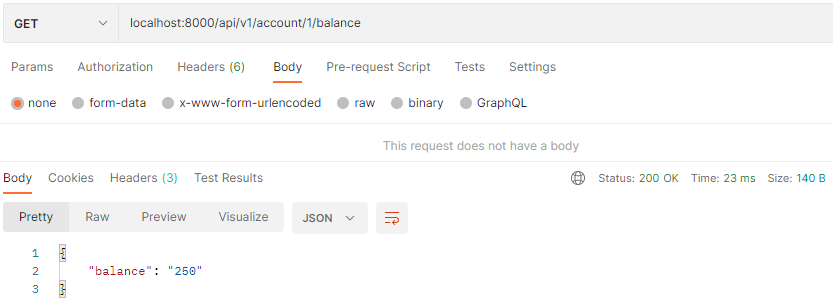 GET localhost:8000/api/v1/account/1/balance
Params Authorization Headers (6) Body Pre-request Script Tests Settings
none form-data x-www-form-urlencoded raw binary GraphQL
This request does not have a body
Body Cookies Headers (3) Test Results Status: 200 OK Time: 23 ms Size: 140 B
Pretty Raw Preview Visualize JSON
1 {
2 "balance": "250"
3 }